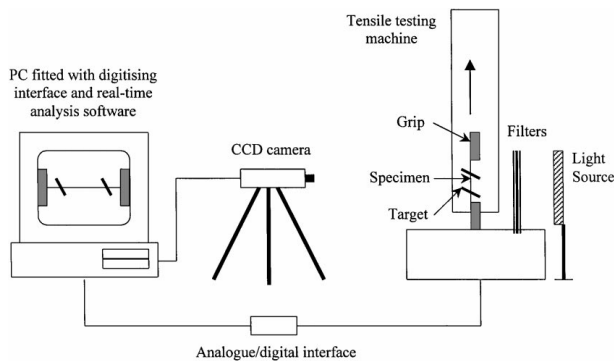 Tensile testing
machine
PC fitted with digitising
interface and real-time
analysis software
CCD camera
Grip
Filters
Light
Source
Specimen
Target
Analogue/digital interface